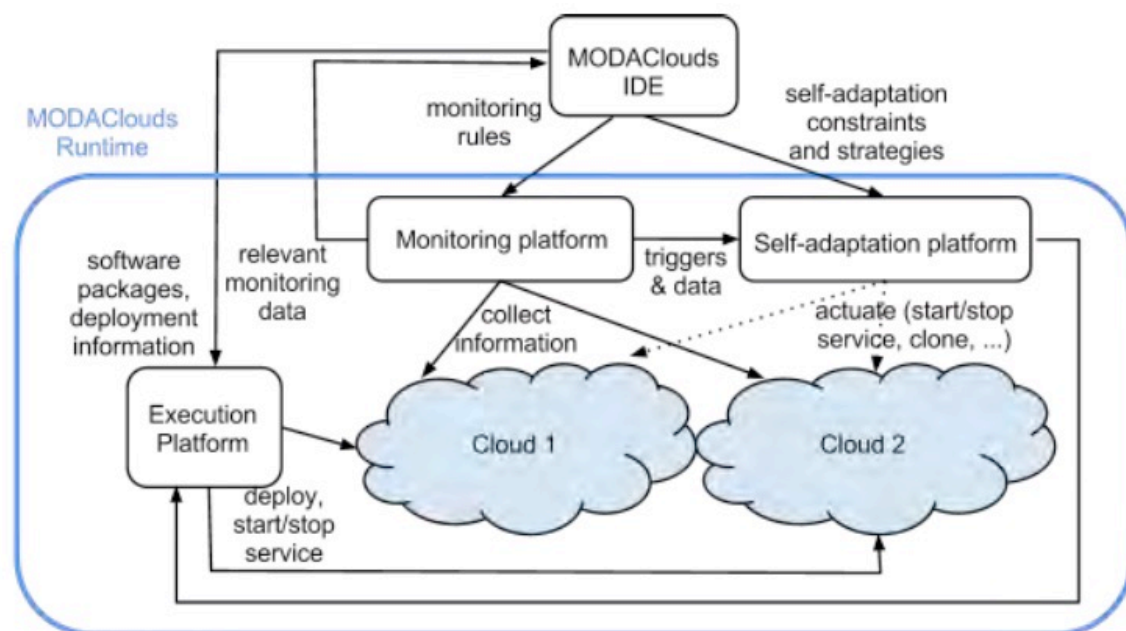 MODAClouds
IDE
monitoring
rules
self-adaptation
constraints
and strategies
MODAClouds
Runtime
Monitoring platform
Self-adaptation platform
software
packages,
deployment
information
relevant
monitoring
data
triggers
& data
collect
information
actuate (start/stop
service, clone, ...)
Execution
Platform
Cloud 1
Cloud 2
deploy,
start/stop
service